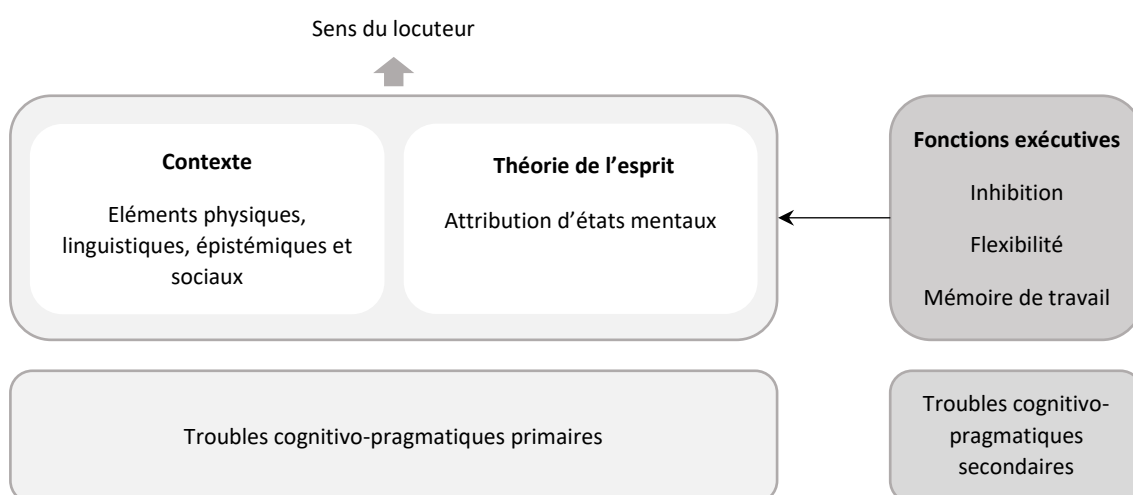 Sens du locuteur
Contexte
Eléments physiques,
linguistiques, épistémiques et
sociaux
Théorie de l’esprit
Attribution d’états mentaux
Fonctions exécutives
Inhibition
Flexibilité
Mémoire de travail
Troubles cognitivo-pragmatiques primaires
Troubles cognitivo-
pragmatiques
secondaires